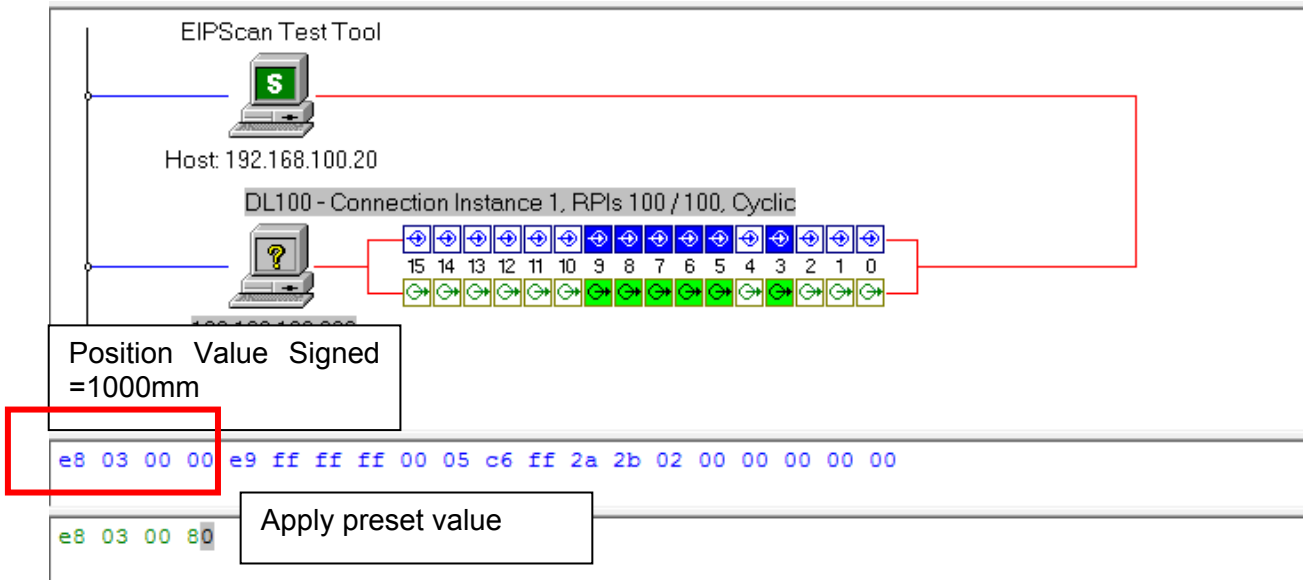 EIPScan Test Tool
S
Host: 192.168.100.20
DL100 - Connection Instance 1, RPIs 100 / 100, Cyclic
?
15 14 13 12 11 10 9 8 7 6 5 4 3 2 1 0
Position Value Signed
=1000mm
e8 03 00 00 e9 ff ff ff 00 05 c6 ff 2a 2b 02 00 00 00 00 00
Apply preset value
e8 03 00 80